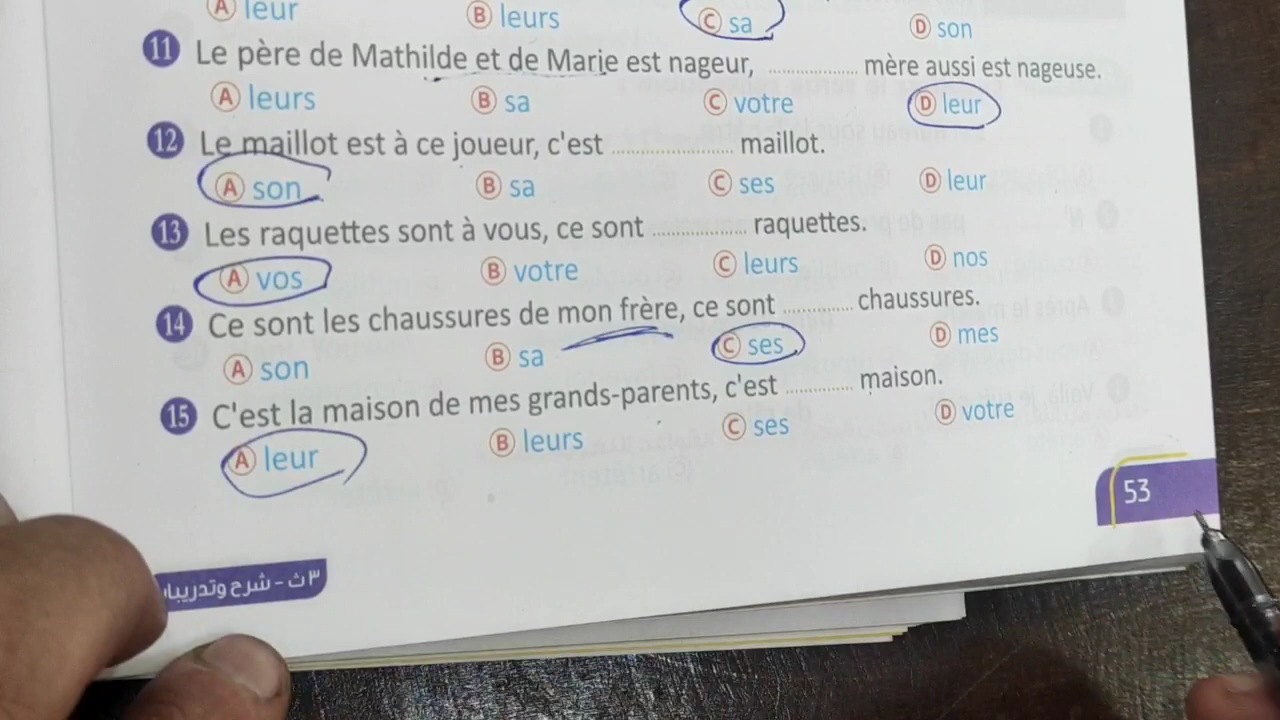 A leur B leurs C sa D son
11 Le père de Mathilde et de Marie est nageur, .................. mère aussi est nageuse.
A leurs B sa C votre D leur
12 Le maillot est à ce joueur, c'est ........................ maillot.
A son B sa C ses D leur
13 Les raquettes sont à vous, ce sont .................. raquettes.
A vos B votre C leurs D nos
14 Ce sont les chaussures de mon frère, ce sont ............. chaussures.
A son B sa C ses D mes
15 C'est la maison de mes grands-parents, c'est ............. maison.
A leur B leurs C ses D votre
53
٣ث - شرح وتدريبا